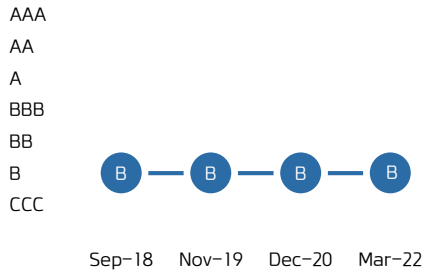 AAA
AA
A
BBB
BB
B B B B B
CCC
Sep-18 Nov-19 Dec-20 Mar-22